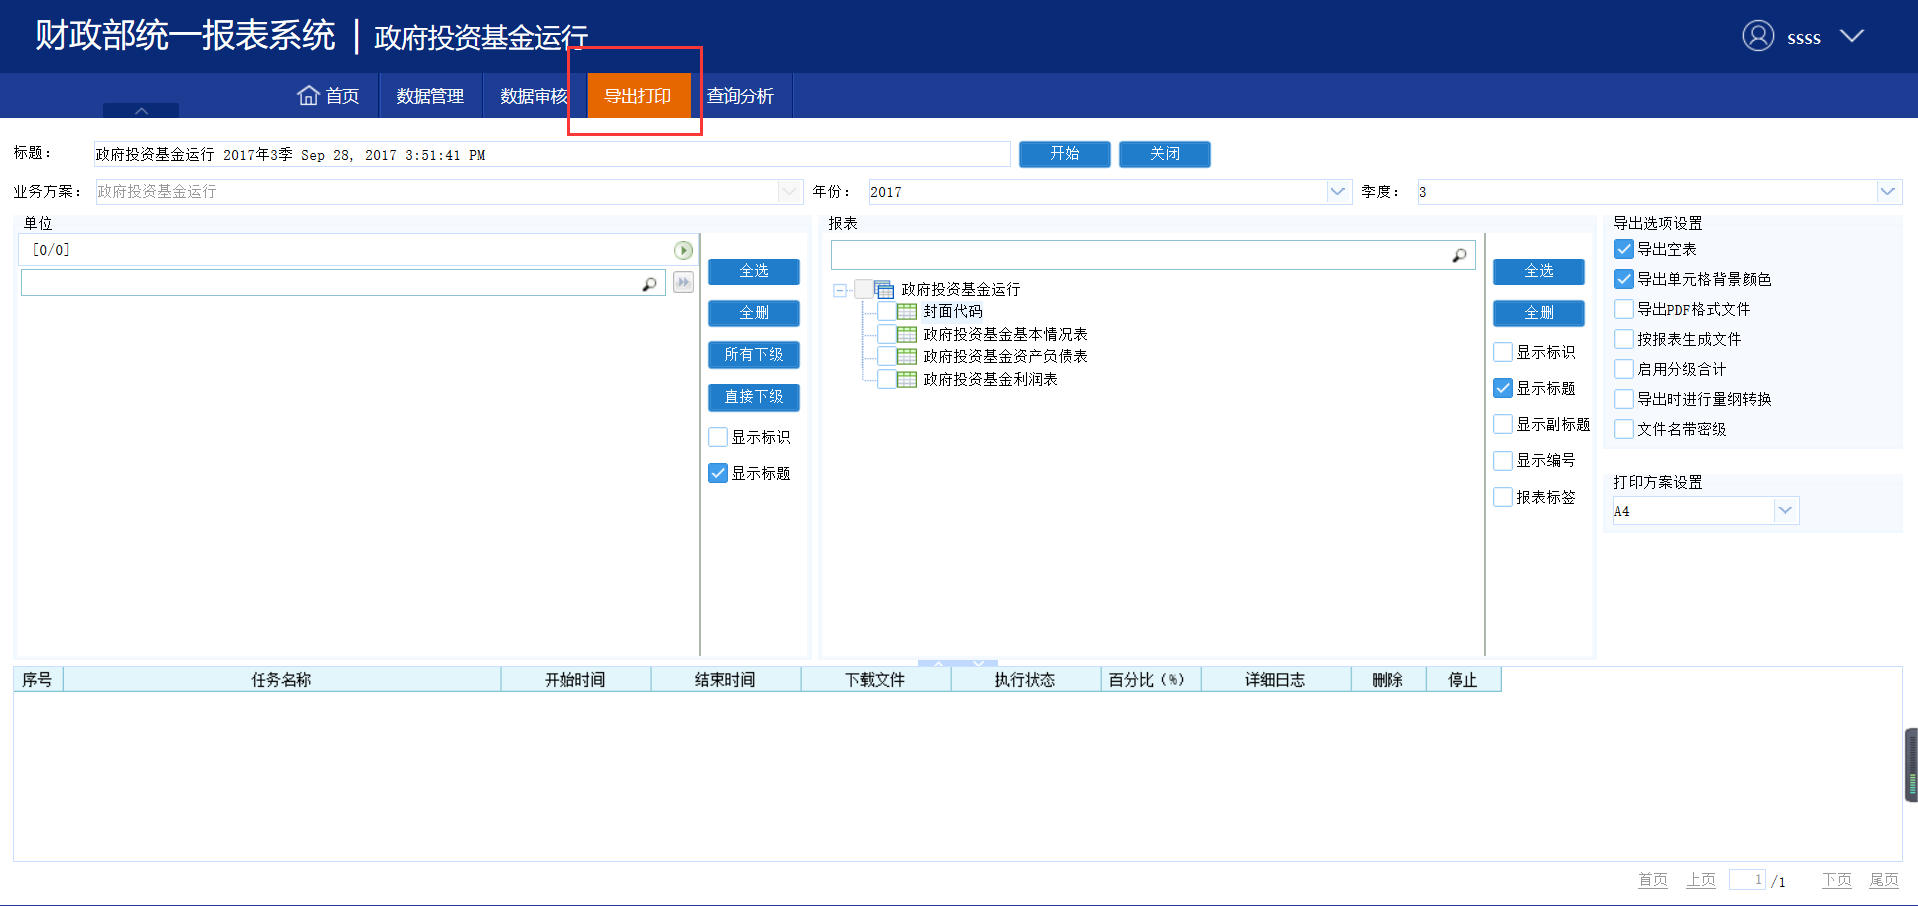 财政部统一报表系统 | 政府投资基金运行
ssss
首页 数据管理 数据审核 导出打印 查询分析
标题： 政府投资基金运行 2017年3季 Sep 28, 2017 3:51:41 PM 开始 关闭
业务方案： 政府投资基金运行 年份： 2017 季度： 3
单位
[0/0]
全选
全删
所有下级
直接下级
显示标识
显示标题
报表
政府投资基金运行
封面代码
政府投资基金基本情况表
政府投资基金资产负债表
政府投资基金利润表
全选
全删
显示标识
显示标题
显示副标题
显示编号
报表标签
导出选项设置
导出空表
导出单元格背景颜色
导出PDF格式文件
按报表生成文件
启用分级合计
导出时进行量纲转换
文件名带密级
打印方案设置
A4
序号 任务名称 开始时间 结束时间 下载文件 执行状态 百分比（%） 详细日志 删除 停止
首页 上页 1 /1 下页 尾页